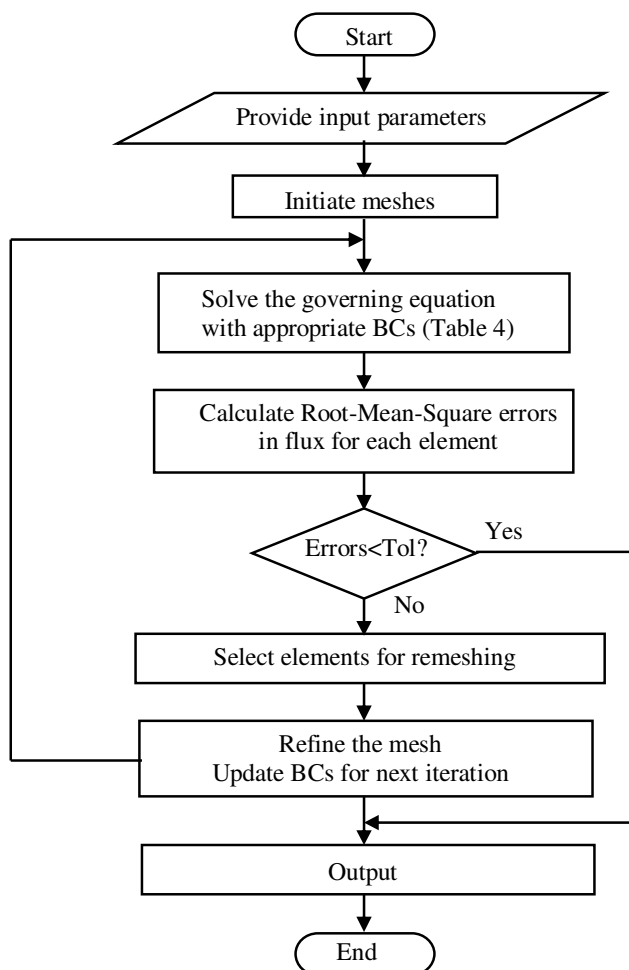 Start
Provide input parameters
Initiate meshes
Solve the governing equation
with appropriate BCs (Table 4)
Calculate Root-Mean-Square errors
in flux for each element
Errors<Tol?
Yes
No
Select elements for remeshing
Refine the mesh
Update BCs for next iteration
Output
End